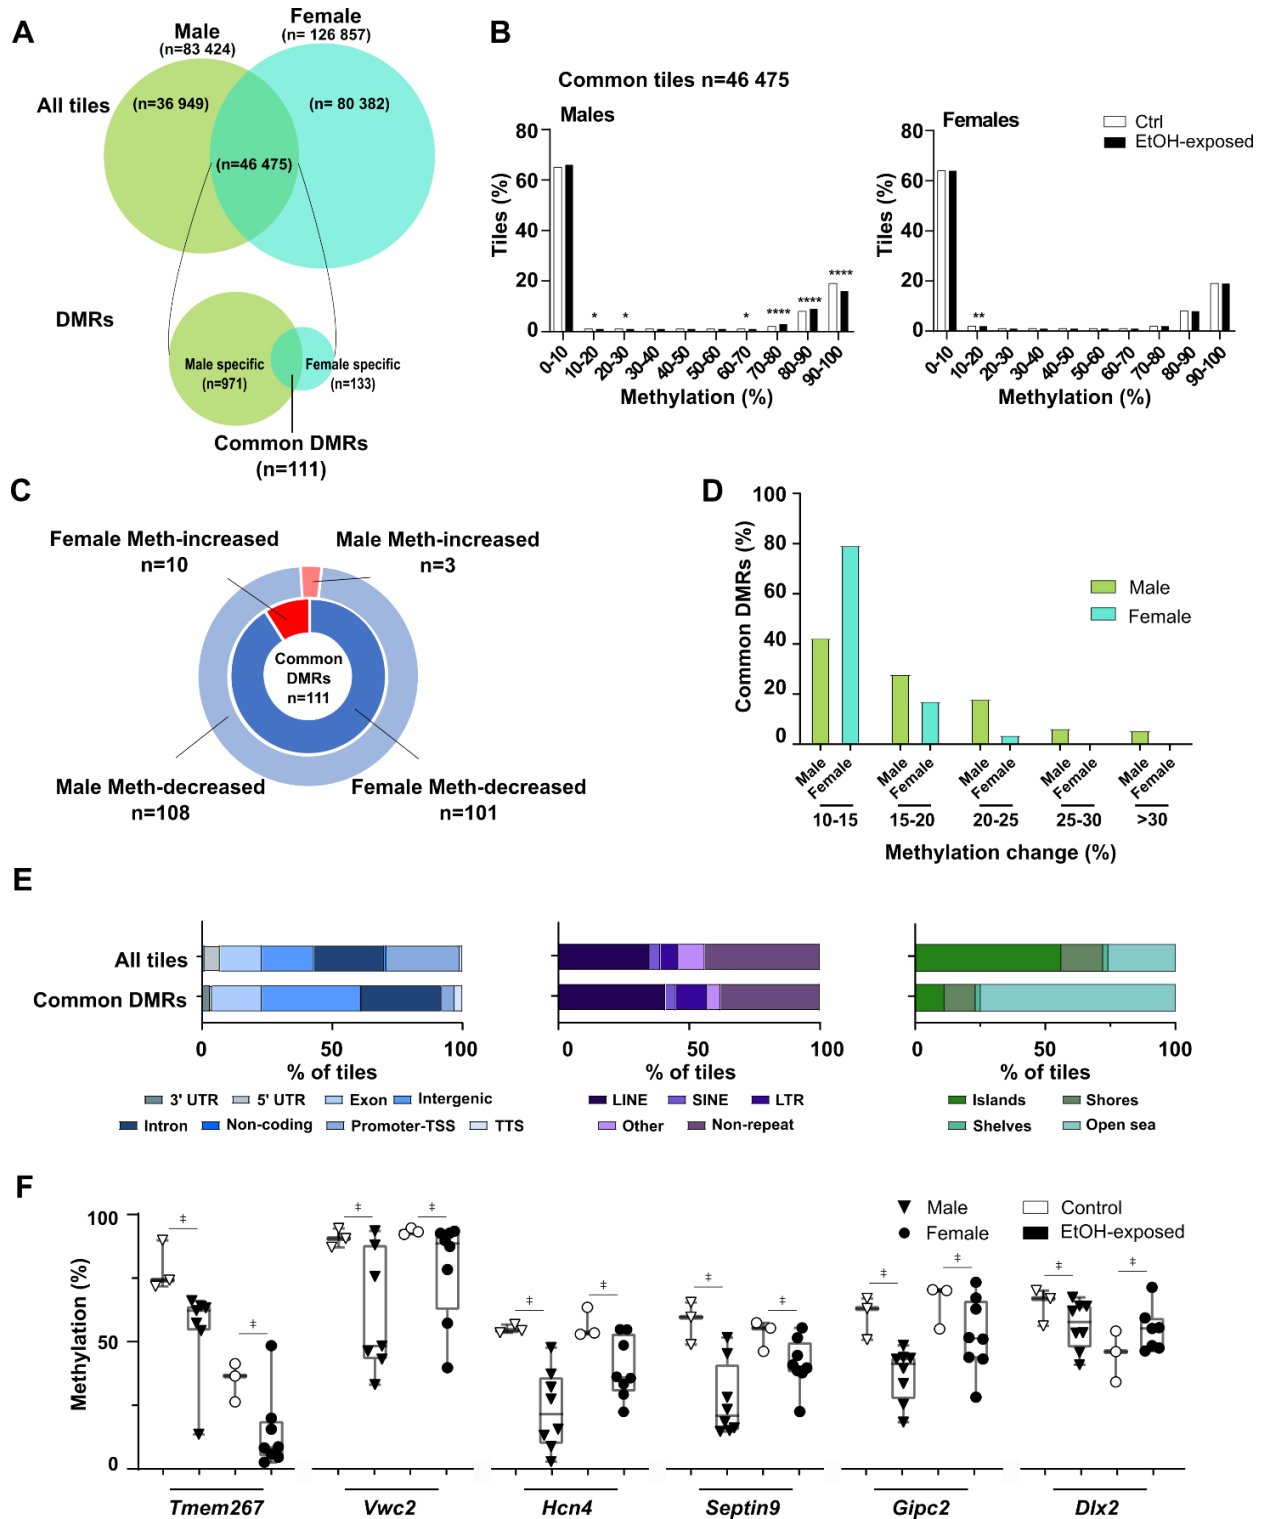 A
Male
(n=83 424)
Female
(n= 126 857)
All tiles
(n=36 949)
(n= 80 382)
(n=46 475)
DMRs
Male specific
(n=971)
Female specific
(n=133)
Common DMRs
(n=111)
B
Common tiles n=46 475
Males
Tiles (%)
80
60
40
20
0
* * * **** **** ****
0-10 10-20 20-30 30-40 40-50 50-60 60-70 70-80 80-90 90-100
Methylation (%)
Females
Ctrl
EtOH-exposed
Tiles (%)
80
60
40
20
0
**
0-10 10-20 20-30 30-40 40-50 50-60 60-70 70-80 80-90 90-100
Methylation (%)
C
Female Meth-increased
n=10
Male Meth-increased
n=3
Common
DMRs
n=111
Male Meth-decreased
n=108
Female Meth-decreased
n=101
D
Common DMRs (%)
100
80
60
40
20
0
Male
Female
Male Female Male Female Male Female Male Female Male Female
10-15 15-20 20-25 25-30 >30
Methylation change (%)
E
All tiles
Common DMRs
0 50 100
% of tiles
3' UTR 5' UTR Exon Intergenic
Intron Non-coding Promoter-TSS TTS
0 50 100
% of tiles
LINE SINE LTR
Other Non-repeat
0 50 100
% of tiles
Islands Shores
Shelves Open sea
F
Male Control
Female EtOH-exposed
Methylation (%)
100
50
0
‡ ‡ ‡ ‡ ‡ ‡ ‡ ‡ ‡ ‡ ‡ ‡
Tmem267 Vwc2 Hcn4 Septin9 Gipc2 Dlx2